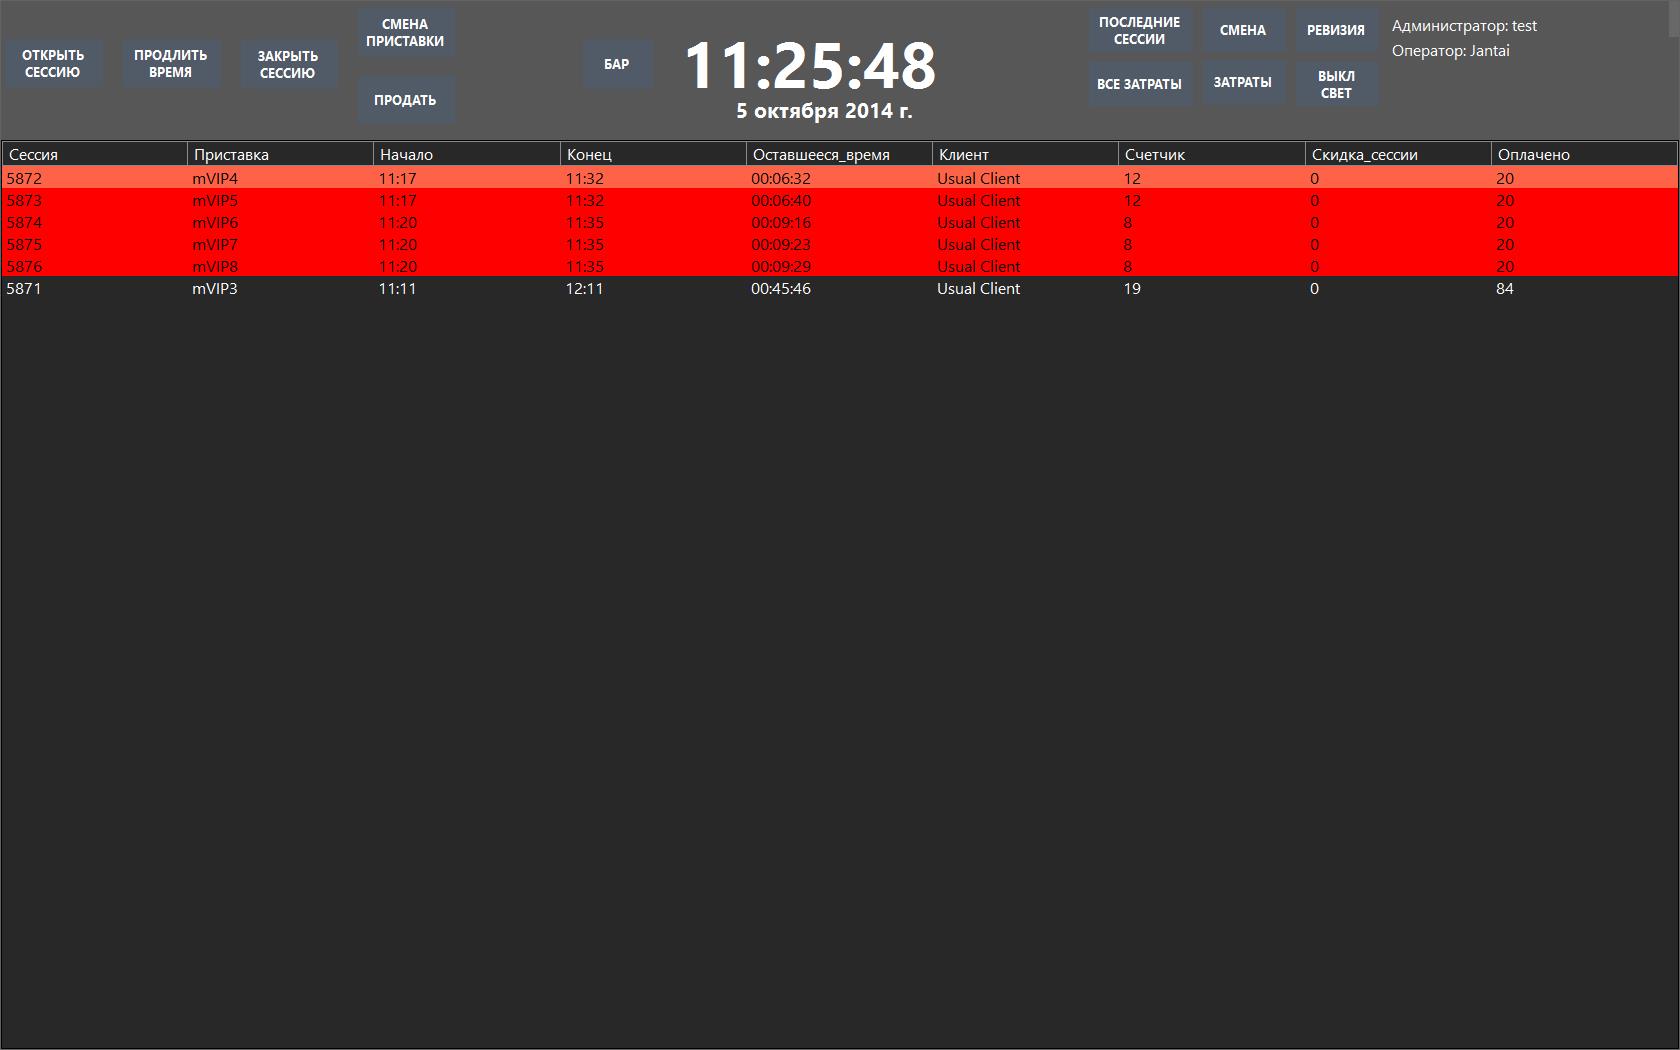 ОТКРЫТЬ
СЕССИЮ
ПРОДЛИТЬ
ВРЕМЯ
ЗАКРЫТЬ
СЕССИЮ
СМЕНА
ПРИСТАВКИ
ПРОДАТЬ
БАР
11:25:48
5 октября 2014 г.
ПОСЛЕДНИЕ
СЕССИИ
СМЕНА
РЕВИЗИЯ
ВСЕ ЗАТРАТЫ
ЗАТРАТЫ
ВЫКЛ
СВЕТ
Администратор: test
Оператор: Jantai
Сессия Приставка Начало Конец Оставшееся_время Клиент Счетчик Скидка_сессии Оплачено
5872 mVIP4 11:17 11:32 00:06:32 Usual Client 12 0 20
5873 mVIP5 11:17 11:32 00:06:40 Usual Client 12 0 20
5874 mVIP6 11:20 11:35 00:09:16 Usual Client 8 0 20
5875 mVIP7 11:20 11:35 00:09:23 Usual Client 8 0 20
5876 mVIP8 11:20 11:35 00:09:29 Usual Client 8 0 20
5871 mVIP3 11:11 12:11 00:45:46 Usual Client 19 0 84